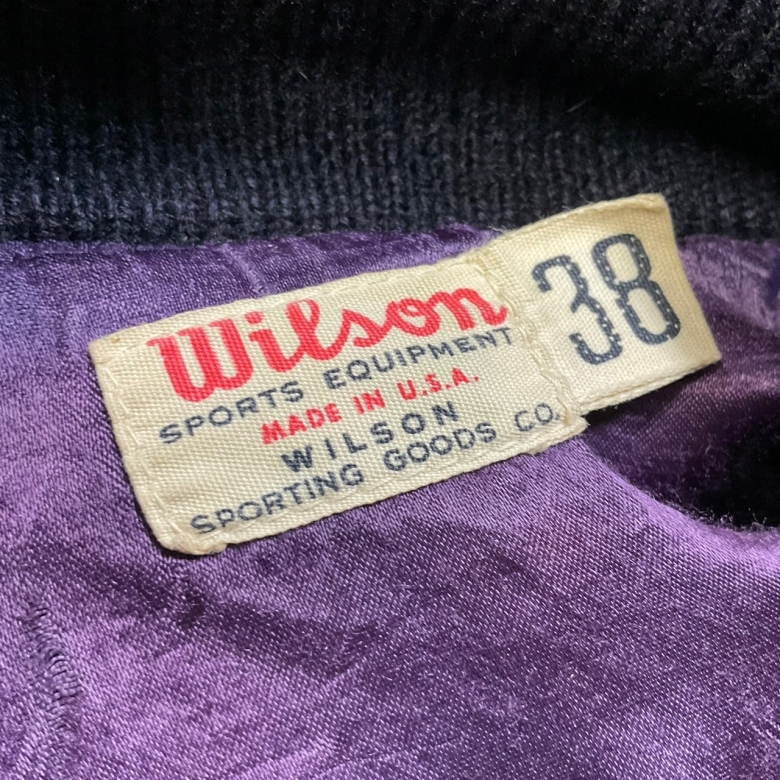 Wilson
SPORTS EQUIPMENT
MADE IN U.S.A.
WILSON
SPORTING GOODS CO.
38